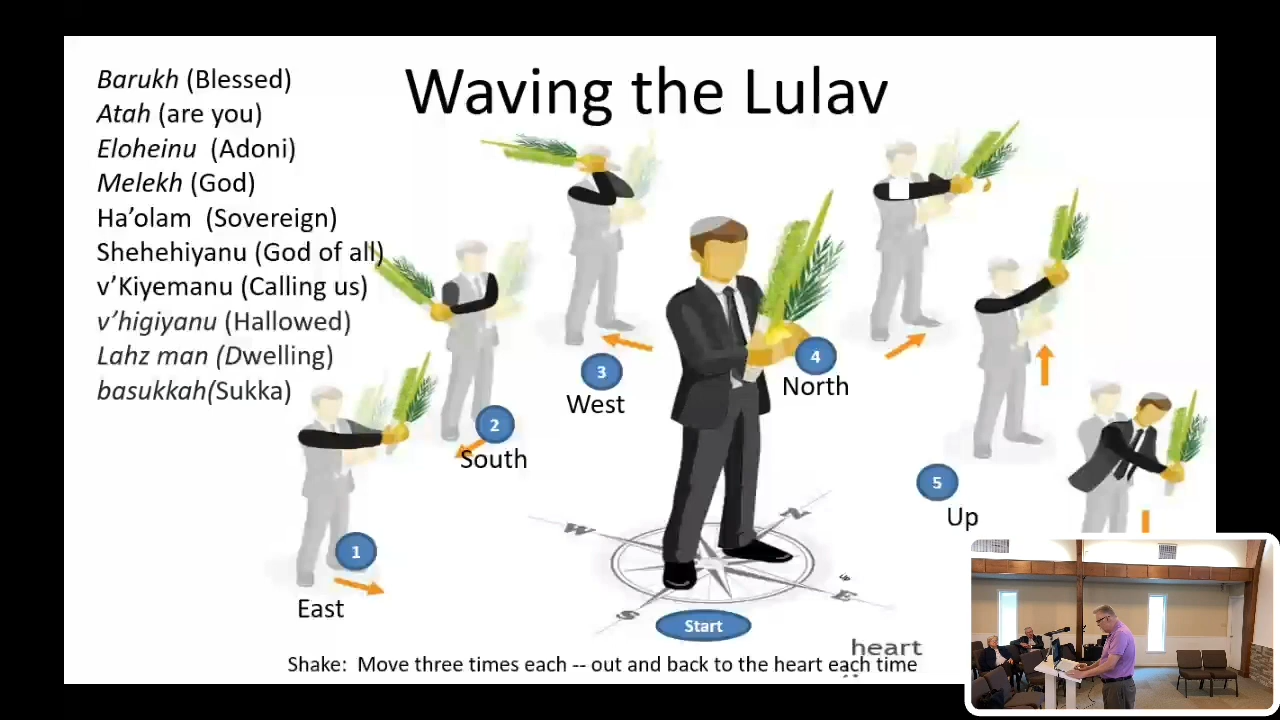 Waving the Lulav
Barukh (Blessed)
Atah (are you)
Eloheinu  (Adoni)
Melekh (God)
Ha’olam  (Sovereign)
Shehehiyanu (God of all)
v’Kiyemanu (Calling us)
v’higiyanu (Hallowed)
Lahz man (Dwelling)
basukkah(Sukka)
1
East
2
South
3
West
4
North
5
Up
W
N
S
E
Start
heart
Shake:  Move three times each -- out and back to the heart each time